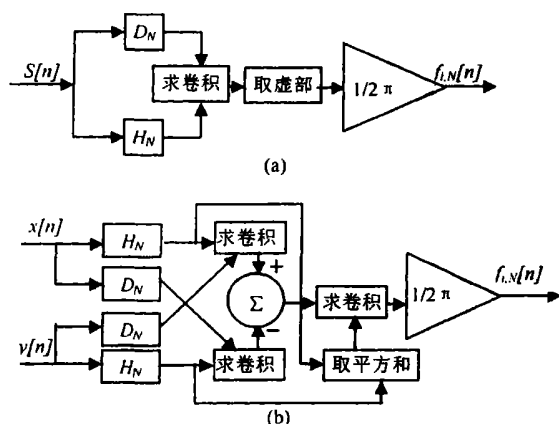 S[n]
D_N
H_N
求卷积
取虚部
1/2 π
f_{i,N}[n]
(a)
x[n]
H_N
D_N
D_N
v[n]
H_N
求卷积
+
Σ
−
求卷积
求卷积
取平方和
1/2 π
f_{i,N}[n]
(b)